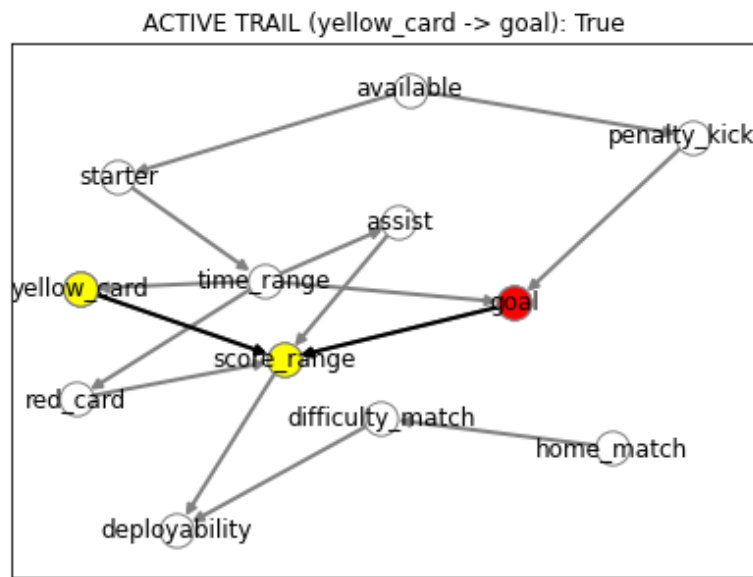 ACTIVE TRAIL (yellow_card -> goal): True
available
penalty_kick
starter
assist
time_range
yellow_card
goal
score_range
red_card
difficulty_match
home_match
deployability